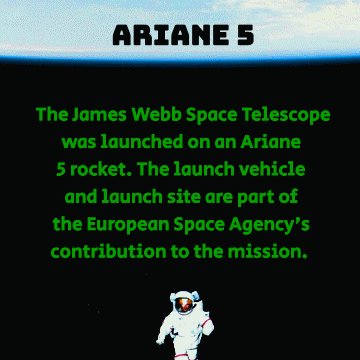 ARIANE 5
The James Webb Space Telescope
was launched on an Ariane
5 rocket. The launch vehicle
and launch site are part of
the European Space Agency's
contribution to the mission.